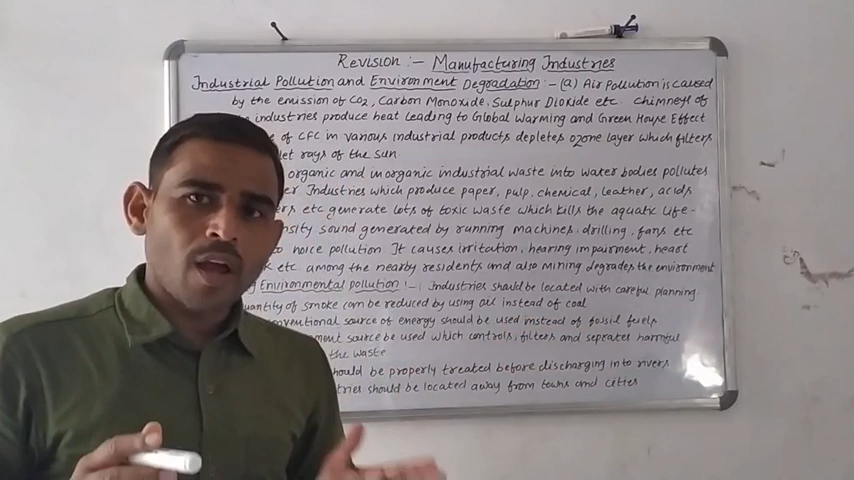 Revision :- Manufacturing Industries
Industrial Pollution and Environment Degradation :- (a) Air Pollution is caused
by the emission of CO2, Carbon Monoxide, Sulphur Dioxide etc. Chimneys of
industries produce heat leading to Global Warming and Green House Effect
of CFC in various industrial products depletes ozone layer which filters
let rays of the sun.
organic and inorganic industrial waste into water bodies pollutes
Industries which produce paper, pulp, chemical, leather, acids
etc generate lots of toxic waste which kills the aquatic life-
sound generated by running machines, drilling, fans etc
to noice pollution. It causes irritation, hearing impairment, heart
etc. among the nearby residents and also mining degrades the environment
Environmental pollution :- Industries should be located with careful planning.
quantity of smoke can be reduced by using oil instead of coal
source of energy should be used instead of fossil fuels
source be used which controls, filters and seprates harmful
the waste
should be properly treated before discharging into rivers
should be located away from towns and cities